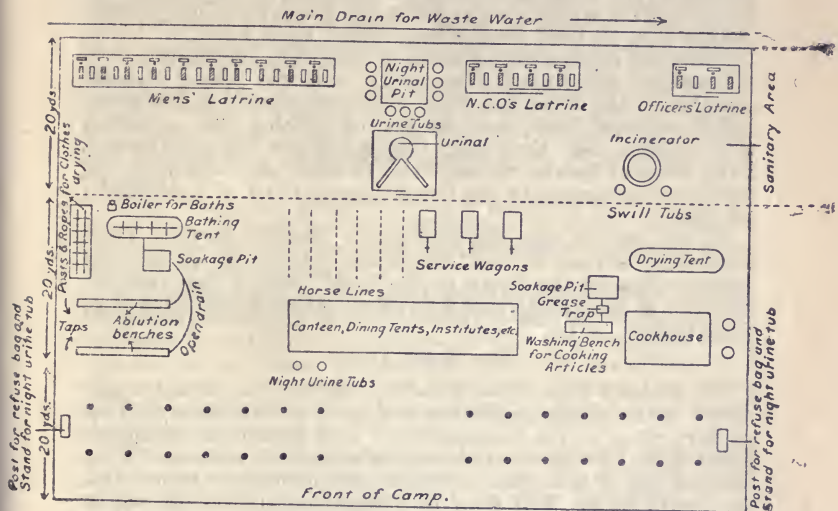 Main Drain for Waste Water
Mens' Latrine
Night
Urinal
Pit
Urine Tubs
N.C.O's Latrine
Officers' Latrine
Urinal
Incinerator
Swill Tubs
Sanitary Area
20 yds
Posts & Ropes for Clothes
drying
Boiler for Baths
Bathing
Tent
Soakage Pit
Open drain
Taps
Ablution
benches
20 yds.
Horse Lines
Service Wagons
Drying Tent
Soakage Pit
Grease
Trap
Washing Bench
for Cooking
Articles
Cookhouse
Canteen, Dining Tents, Institutes, etc.
Night Urine Tubs
20 yds.
Post for refuse bag and
Stand for night urine tub
Post for refuse bag and
Stand for night urine tub
Front of Camp.